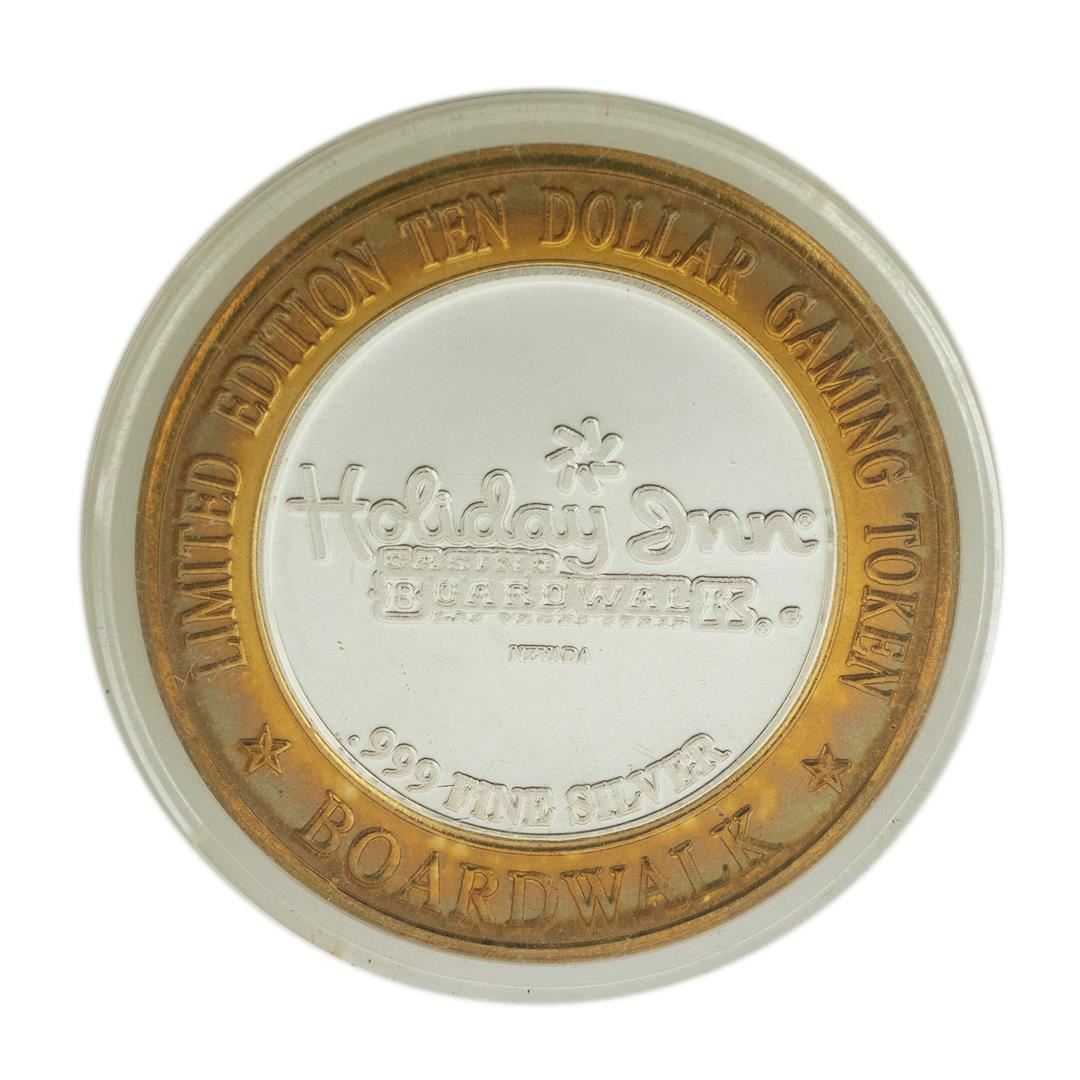 LIMITED EDITION TEN DOLLAR GAMING TOKEN
Holiday Inn®
CASINO
BOARDWALK.® G
LAS VEGAS STRIP
NEVADA
.999 FINE SILVER
★ BOARDWALK ★